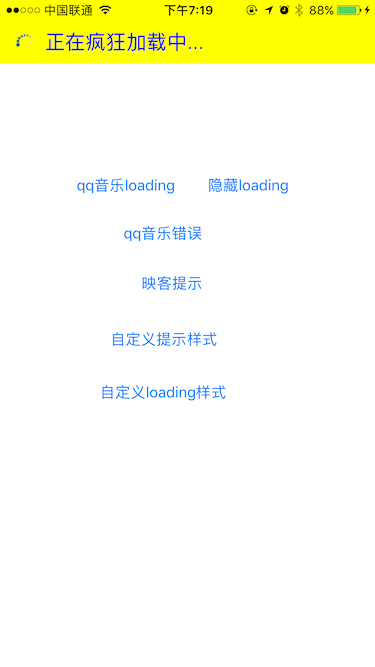 中国联通 下午7:19 88%
正在疯狂加载中...
qq音乐loading 隐藏loading
qq音乐错误
映客提示
自定义提示样式
自定义loading样式